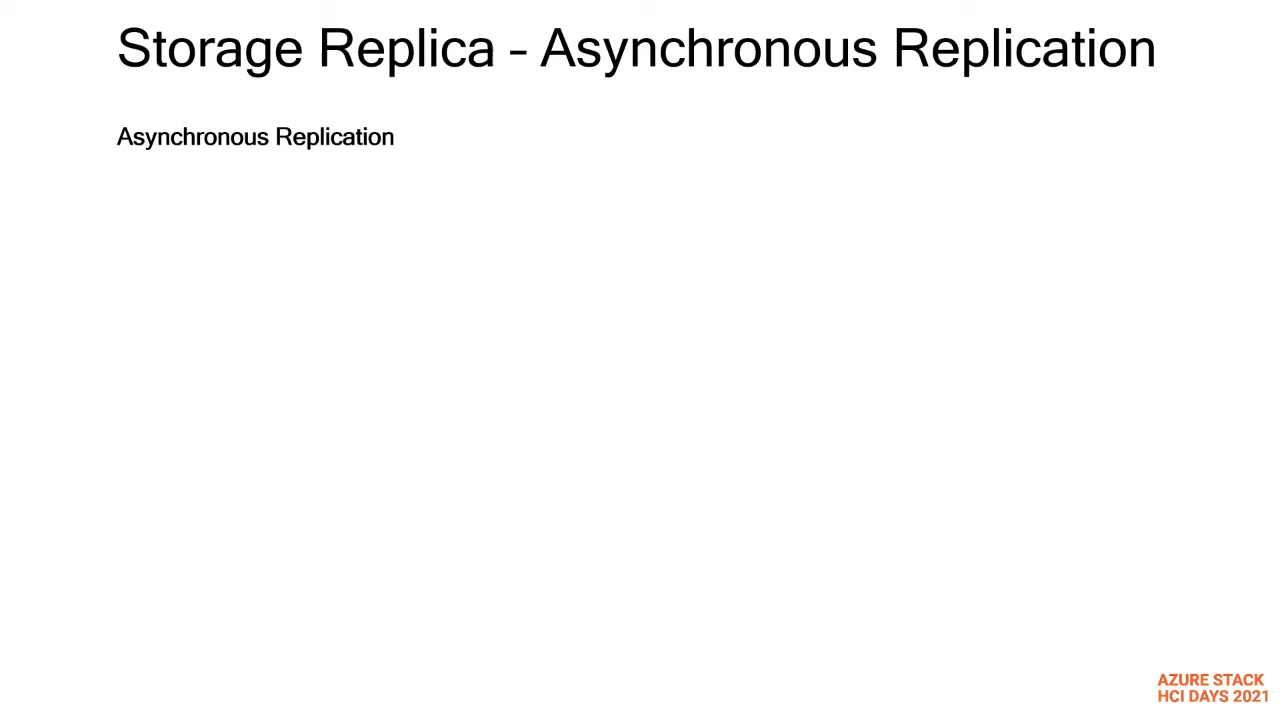 Storage Replica – Asynchronous Replication
Asynchronous Replication
AZURE STACK
HCI DAYS 2021